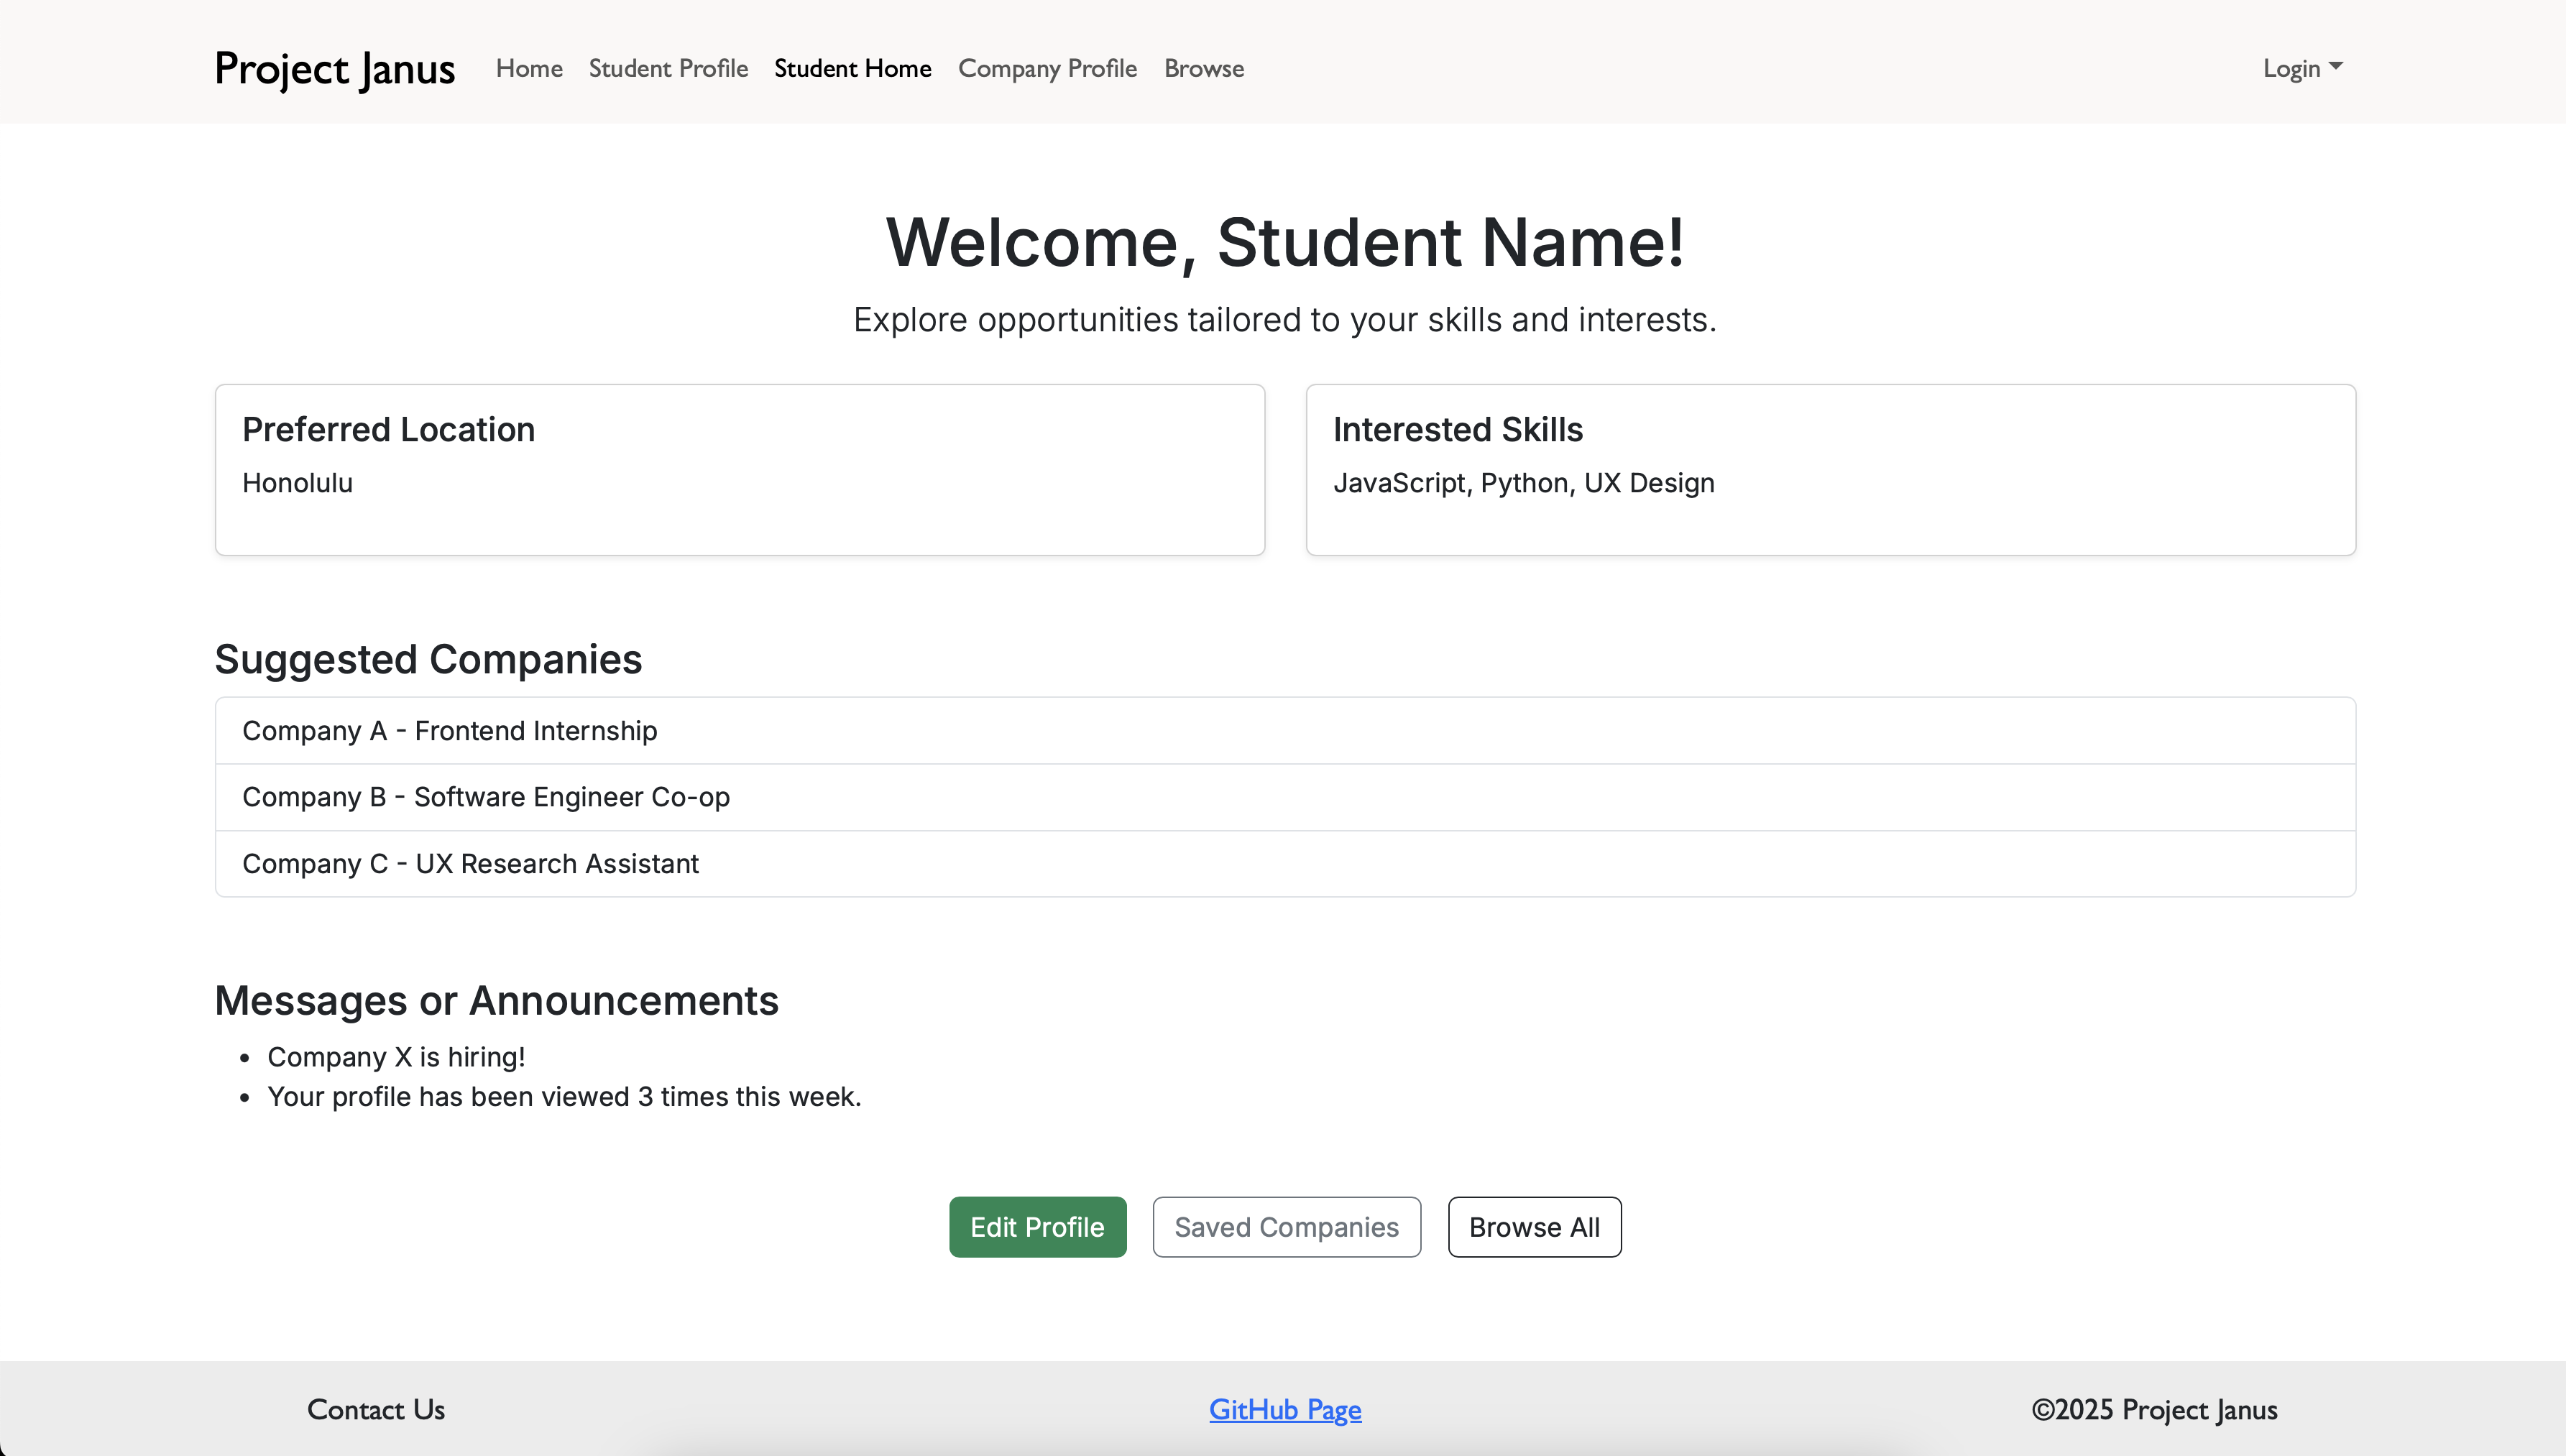 Project Janus Home Student Profile Student Home Company Profile Browse Login
Welcome, Student Name!
Explore opportunities tailored to your skills and interests.
Preferred Location
Honolulu
Interested Skills
JavaScript, Python, UX Design
Suggested Companies
Company A - Frontend Internship
Company B - Software Engineer Co-op
Company C - UX Research Assistant
Messages or Announcements
• Company X is hiring!
• Your profile has been viewed 3 times this week.
Edit Profile Saved Companies Browse All
Contact Us GitHub Page ©2025 Project Janus